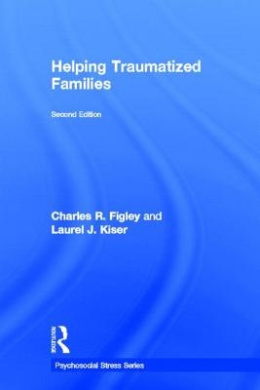 Helping Traumatized
Families
Second Edition
Charles R. Figley and
Laurel J. Kiser
ROUTLEDGE
Psychosocial Stress Series